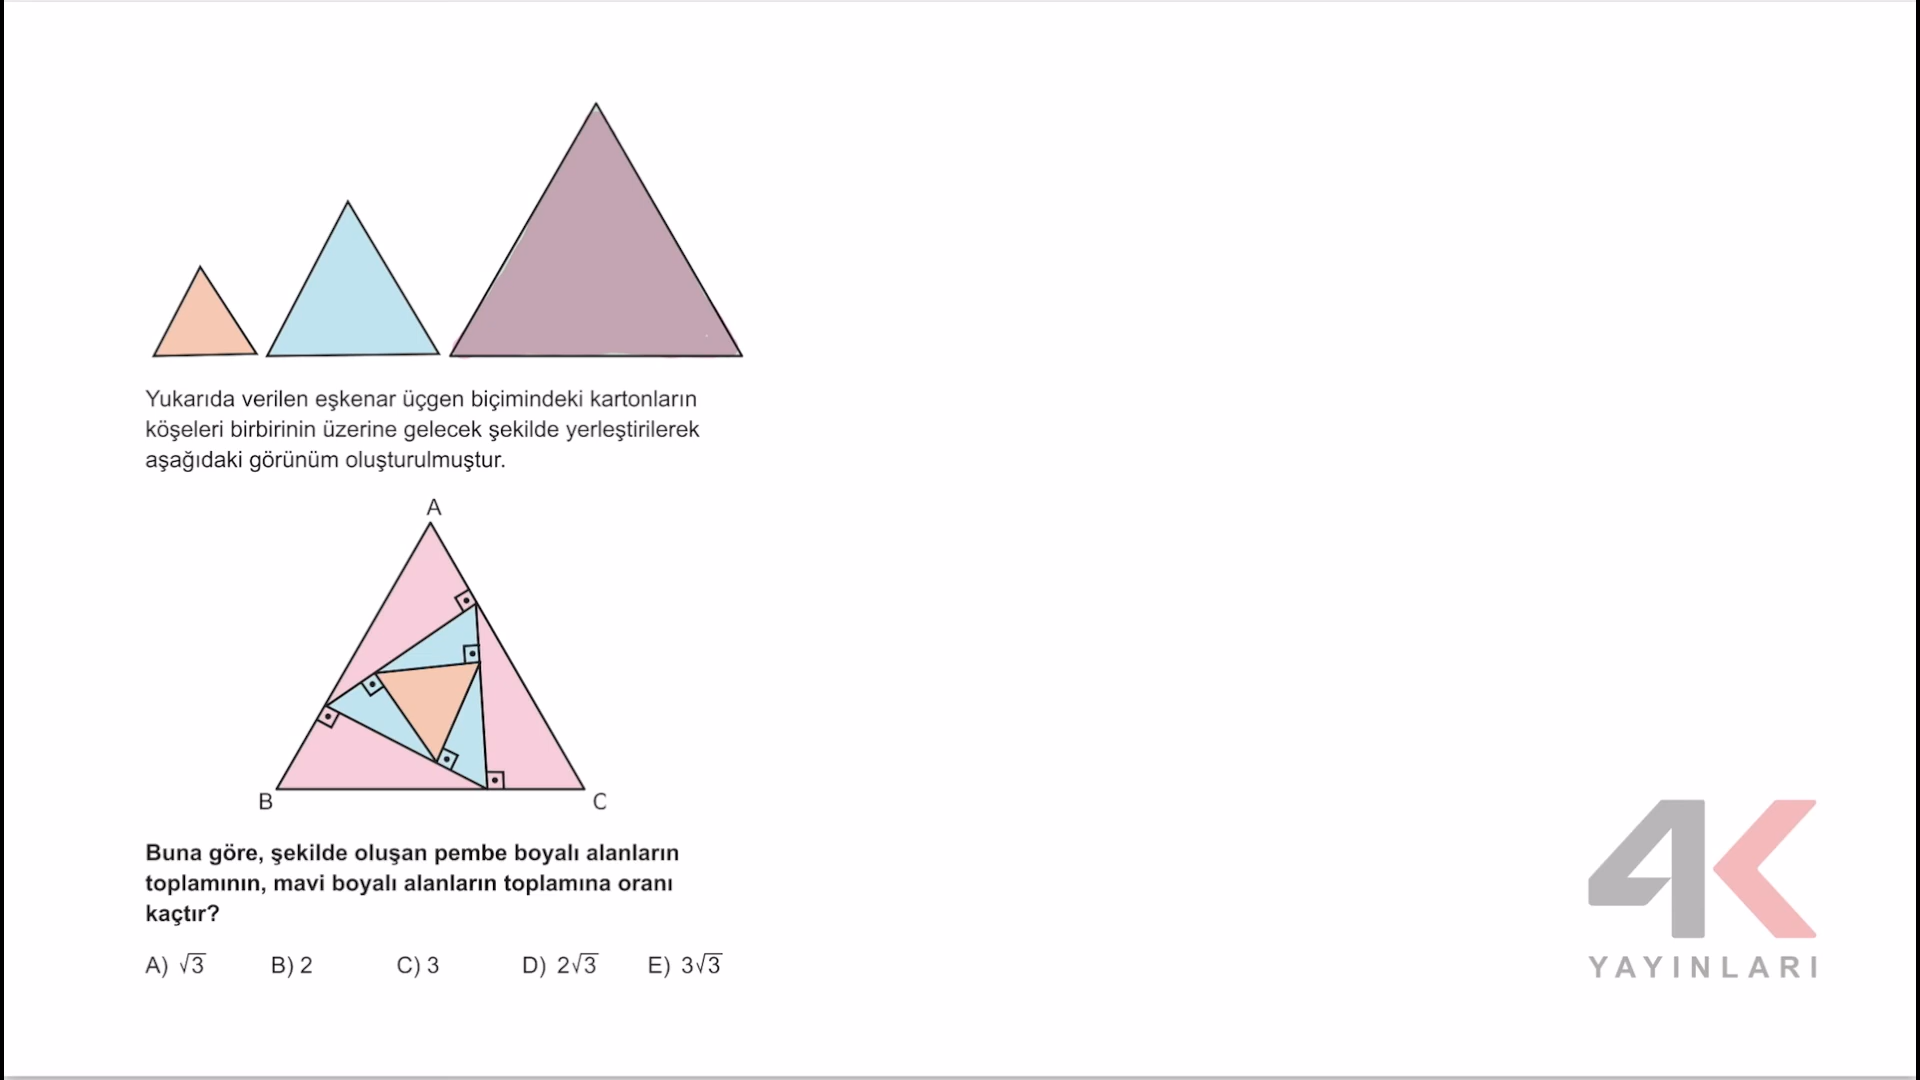 Yukarıda verilen eşkenar üçgen biçimindeki kartonların
köşeleri birbirinin üzerine gelecek şekilde yerleştirilerek
aşağıdaki görünüm oluşturulmuştur.
A
B
C
Buna göre, şekilde oluşan pembe boyalı alanların
toplamının, mavi boyalı alanların toplamına oranı
kaçtır?
A) √3 B) 2 C) 3 D) 2√3 E) 3√3
4K
YAYINLARI